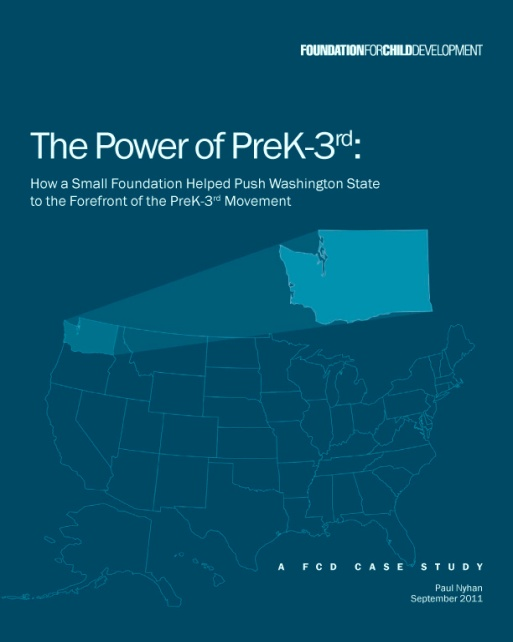 FOUNDATIONFORCHILDDEVELOPMENT
The Power of PreK-3rd:
How a Small Foundation Helped Push Washington State
to the Forefront of the PreK-3rd Movement
A FCD CASE STUDY
Paul Nyhan
September 2011